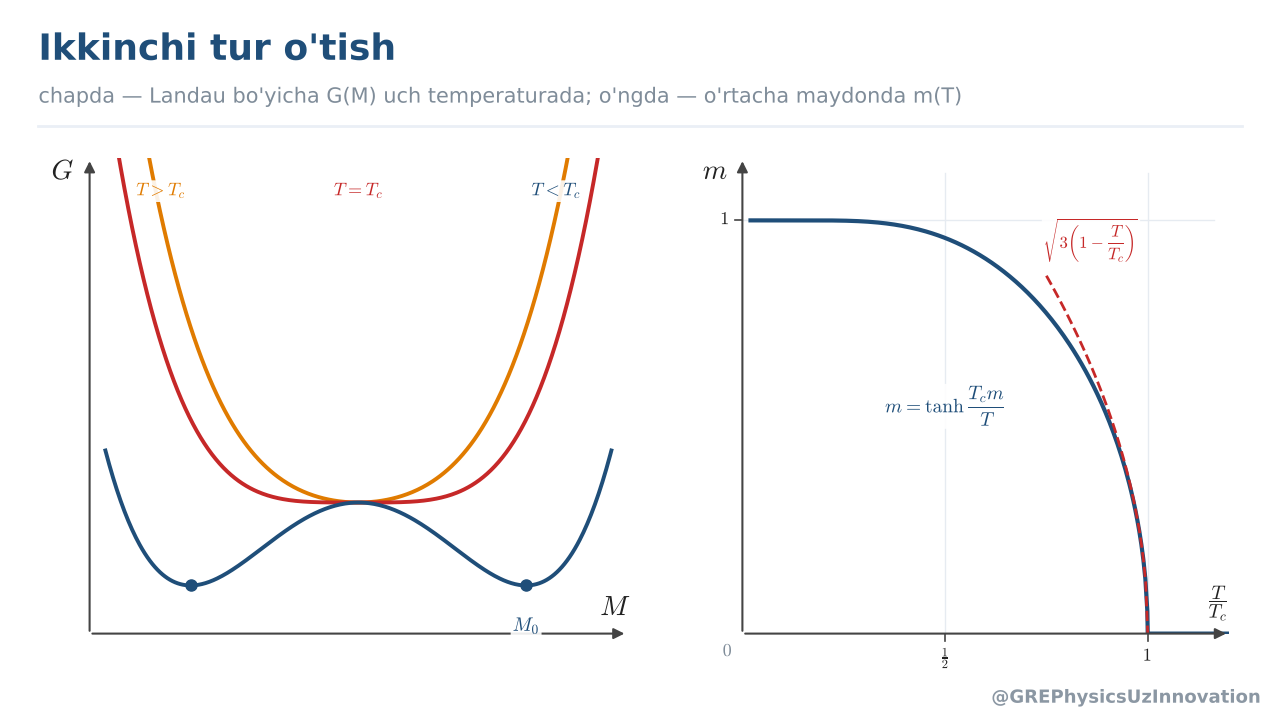 Ikkinchi tur o'tish
chapda — Landau bo'yicha G(M) uch temperaturada; o'ngda — o'rtacha maydonda m(T)
G
T > T_c
T = T_c
T < T_c
M
M_0
m
1
√(3(1 − T/T_c))
m = tanh T_c m / T
T/T_c
0
1/2
1
@GREPhysicsUzInnovation